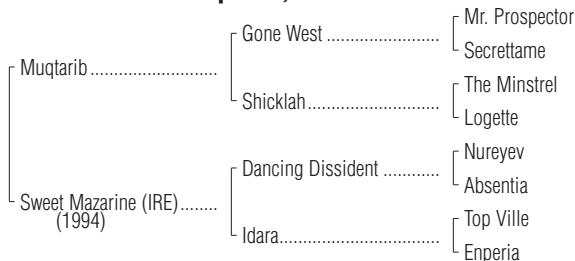 Mr. Prospector
Gone West ......................
Secrettame
Muqtarib .........................
The Minstrel
Shicklah..........................
Logette
Nureyev
Dancing Dissident ...........
Absentia
Sweet Mazarine (IRE)........
(1994)
Top Ville
Idara................................
Enperia